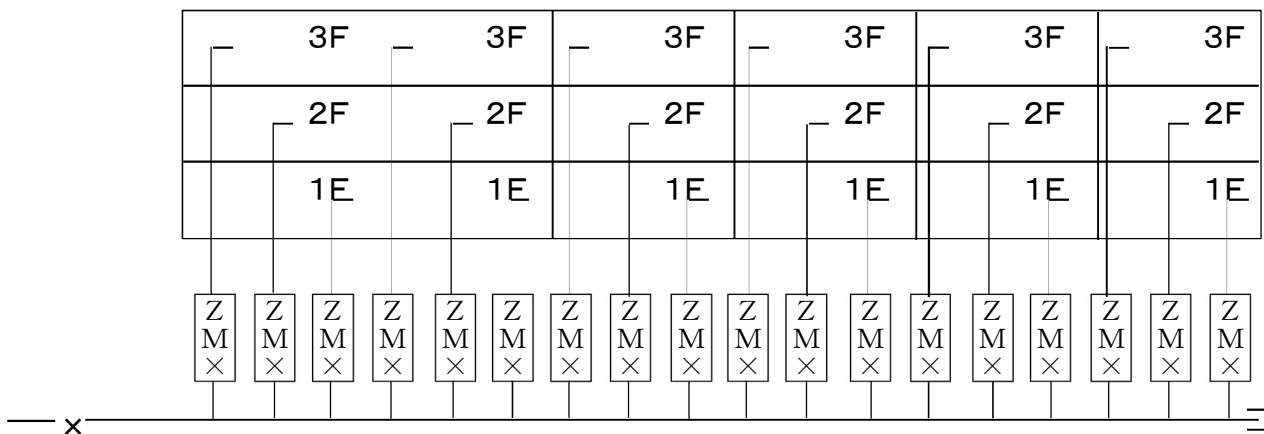 3F 3F 3F 3F 3F 3F
2F 2F 2F 2F 2F 2F
1E 1E 1E 1E 1E 1E
Z Z Z Z Z Z Z Z Z Z Z Z Z Z Z Z Z Z
M M M M M M M M M M M M M M M M M M
× × × × × × × × × × × × × × × × × ×
×